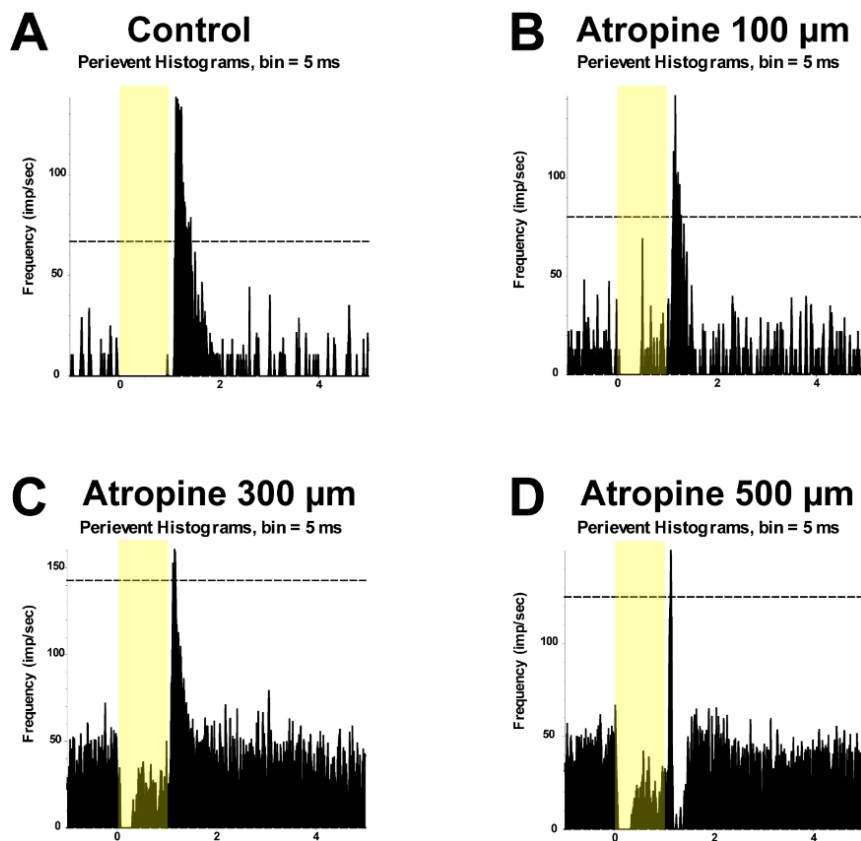 A Control
Perievent Histograms, bin = 5 ms
Frequency (imp/sec)
100
50
0
0 2 4
B Atropine 100 µm
Perievent Histograms, bin = 5 ms
Frequency (imp/sec)
100
50
0
0 2 4
C Atropine 300 µm
Perievent Histograms, bin = 5 ms
Frequency (imp/sec)
150
100
50
0
0 2 4
D Atropine 500 µm
Perievent Histograms, bin = 5 ms
Frequency (imp/sec)
100
50
0
0 2 4